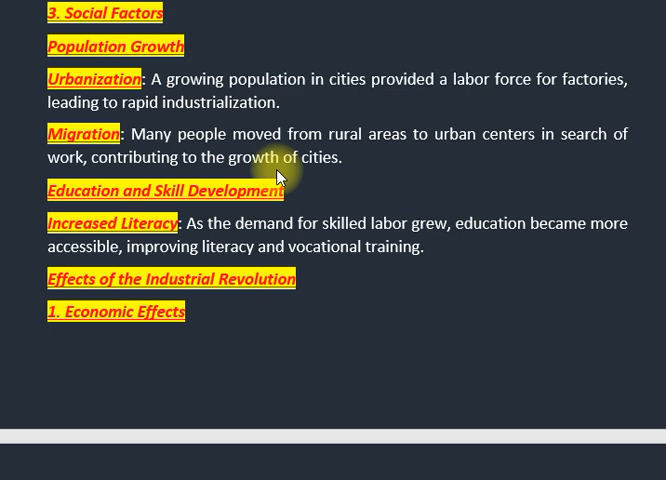 3. Social Factors
Population Growth
Urbanization: A growing population in cities provided a labor force for factories,
leading to rapid industrialization.
Migration: Many people moved from rural areas to urban centers in search of
work, contributing to the growth of cities.
Education and Skill Development
Increased Literacy: As the demand for skilled labor grew, education became more
accessible, improving literacy and vocational training.
Effects of the Industrial Revolution
1. Economic Effects